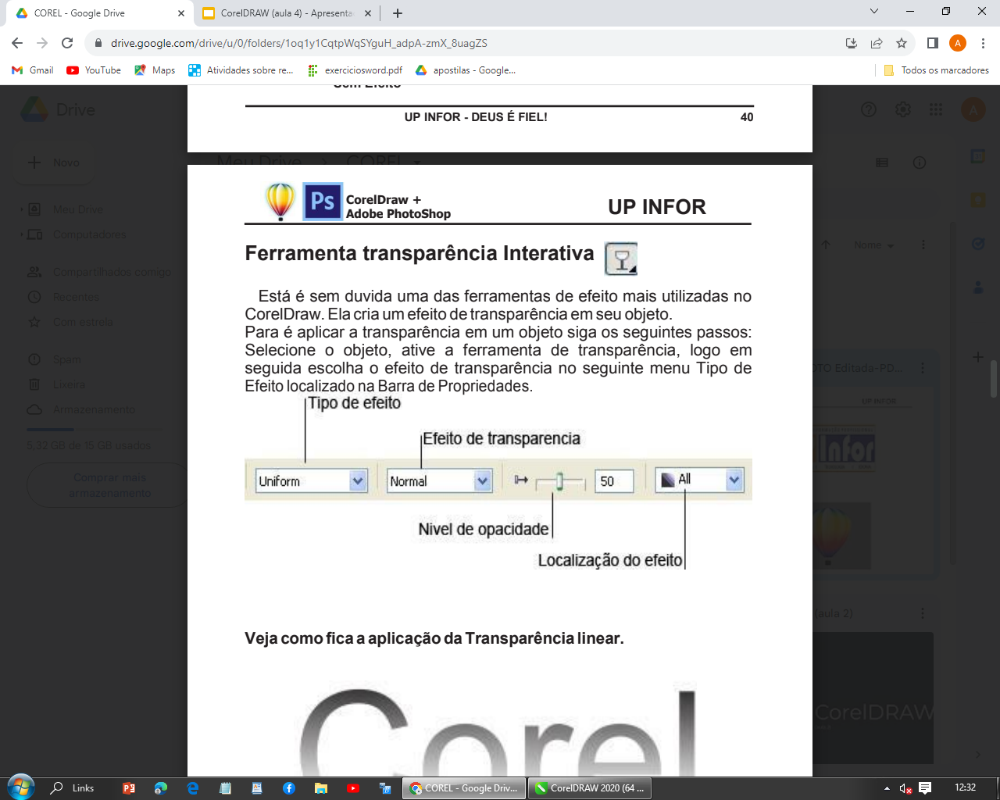 COREL - Google Drive
CorelDRAW (aula 4) - Apresenta
drive.google.com/drive/u/0/folders/1oq1y1CqtpWqSYguH_adpA-zmX_8uagZS
A
Gmail
YouTube
Maps
Atividades sobre re...
exerciciosword.pdf
apostilas - Google...
Todos os marcadores
Sem Efeito
UP INFOR - DEUS É FIEL!
40
Drive
A
Novo
Meu Drive
COREL
Meu Drive
Computadores
Compartilhados comigo
Recentes
Com estrela
Spam
Lixeira
Armazenamento
5,32 GB de 15 GB usados
Comprar mais
armazenamento
Nome
OTO Editada-PD...
UP INFOR
Infor
(aula 2)
CorelDRAW
Ps
CorelDraw +
Adobe PhotoShop
UP INFOR
Ferramenta transparência Interativa
Está é sem duvida uma das ferramentas de efeito mais utilizadas no
CorelDraw. Ela cria um efeito de transparência em seu objeto.
Para é aplicar a transparência em um objeto siga os seguintes passos:
Selecione o objeto, ative a ferramenta de transparência, logo em
seguida escolha o efeito de transparência no seguinte menu Tipo de
Efeito localizado na Barra de Propriedades.
Tipo de efeito
Efeito de transparencia
Uniform
Normal
50
All
Nivel de opacidade
Localização do efeito
Veja como fica a aplicação da Transparência linear.
Corel
Links
COREL - Google Driv...
CorelDRAW 2020 (64 ...
12:32